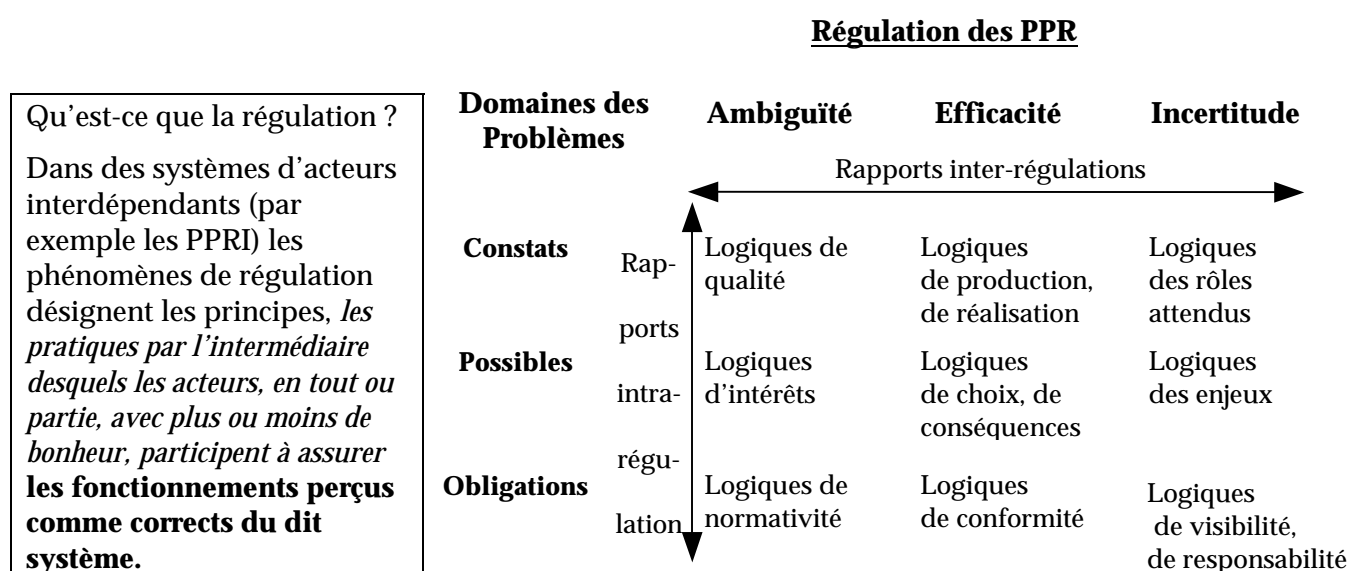 Régulation des PPR
Qu’est-ce que la régulation ?
Dans des systèmes d’acteurs
interdépendants (par
exemple les PPRI) les
phénomènes de régulation
désignent les principes, les
pratiques par l’intermédiaire
desquels les acteurs, en tout ou
partie, avec plus ou moins de
bonheur, participent à assurer
les fonctionnements perçus
comme corrects du dit
système.
Domaines des
Problèmes
Ambiguïté
Efficacité
Incertitude
Rapports inter-régulations
Rap-
ports
intra-
régu-
lation
Constats
Logiques de
qualité
Logiques
de production,
de réalisation
Logiques
des rôles
attendus
Possibles
Logiques
d’intérêts
Logiques
de choix, de
conséquences
Logiques
des enjeux
Obligations
Logiques de
normativité
Logiques
de conformité
Logiques
de visibilité,
de responsabilité